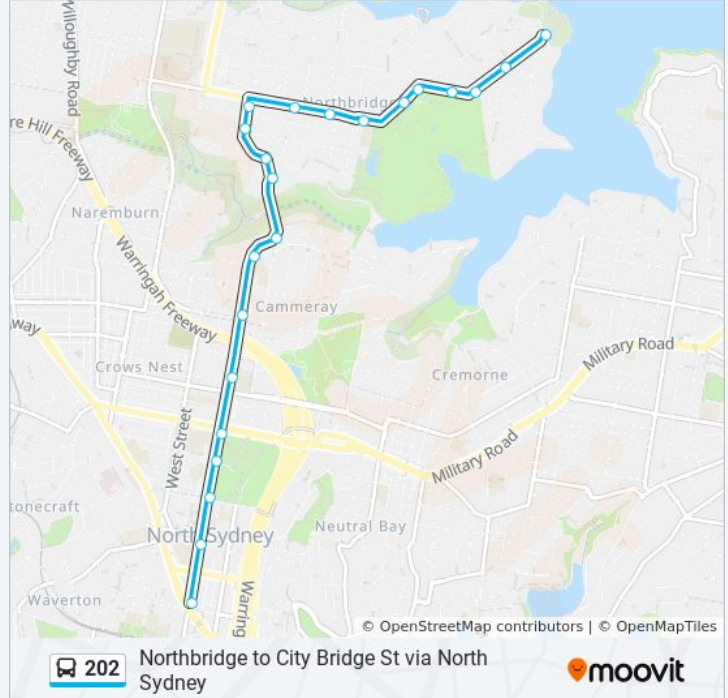 Willoughby Road
Northbridge
re Hill Freeway
Naremburn
Warringah Freeway
Cammeray
way
Military Road
Crows Nest
Cremorne
West Street
Military Road
tonecraft
Neutral Bay
North Sydney
Waverton
Warring
© OpenStreetMap contributors | © OpenMapTiles
202
Northbridge to City Bridge St via North
Sydney
moovit